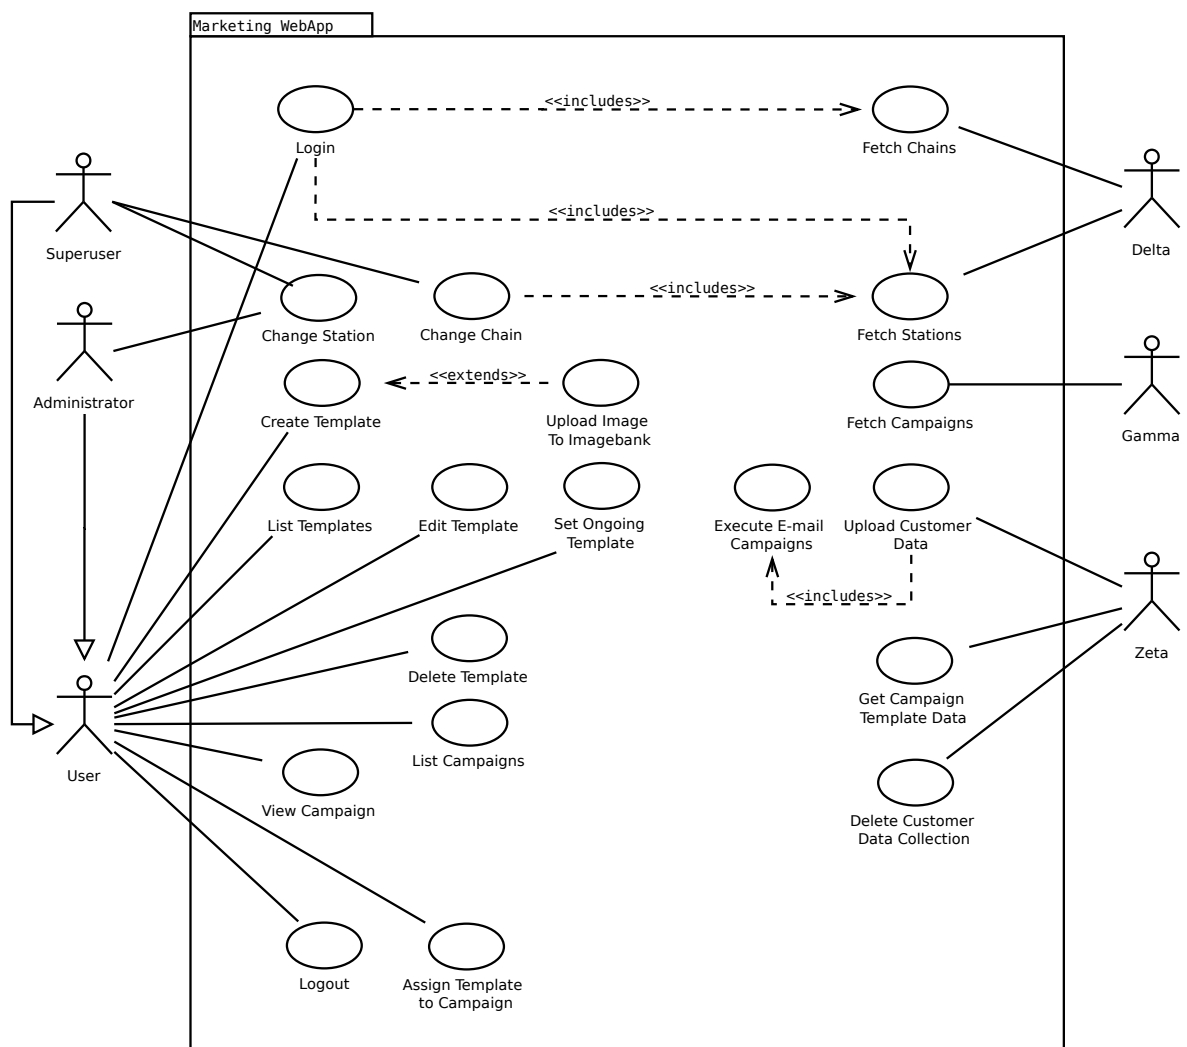 Marketing WebApp
<<includes>>
Login
Fetch Chains
<<includes>>
Superuser
Delta
<<includes>>
Change Station
Change Chain
Fetch Stations
<<extends>>
Administrator
Create Template
Upload Image
To Imagebank
Fetch Campaigns
Gamma
List Templates
Edit Template
Set Ongoing
Template
Execute E-mail
Campaigns
Upload Customer
Data
<<includes>>
Zeta
Delete Template
Get Campaign
Template Data
User
List Campaigns
View Campaign
Delete Customer
Data Collection
Logout
Assign Template
to Campaign